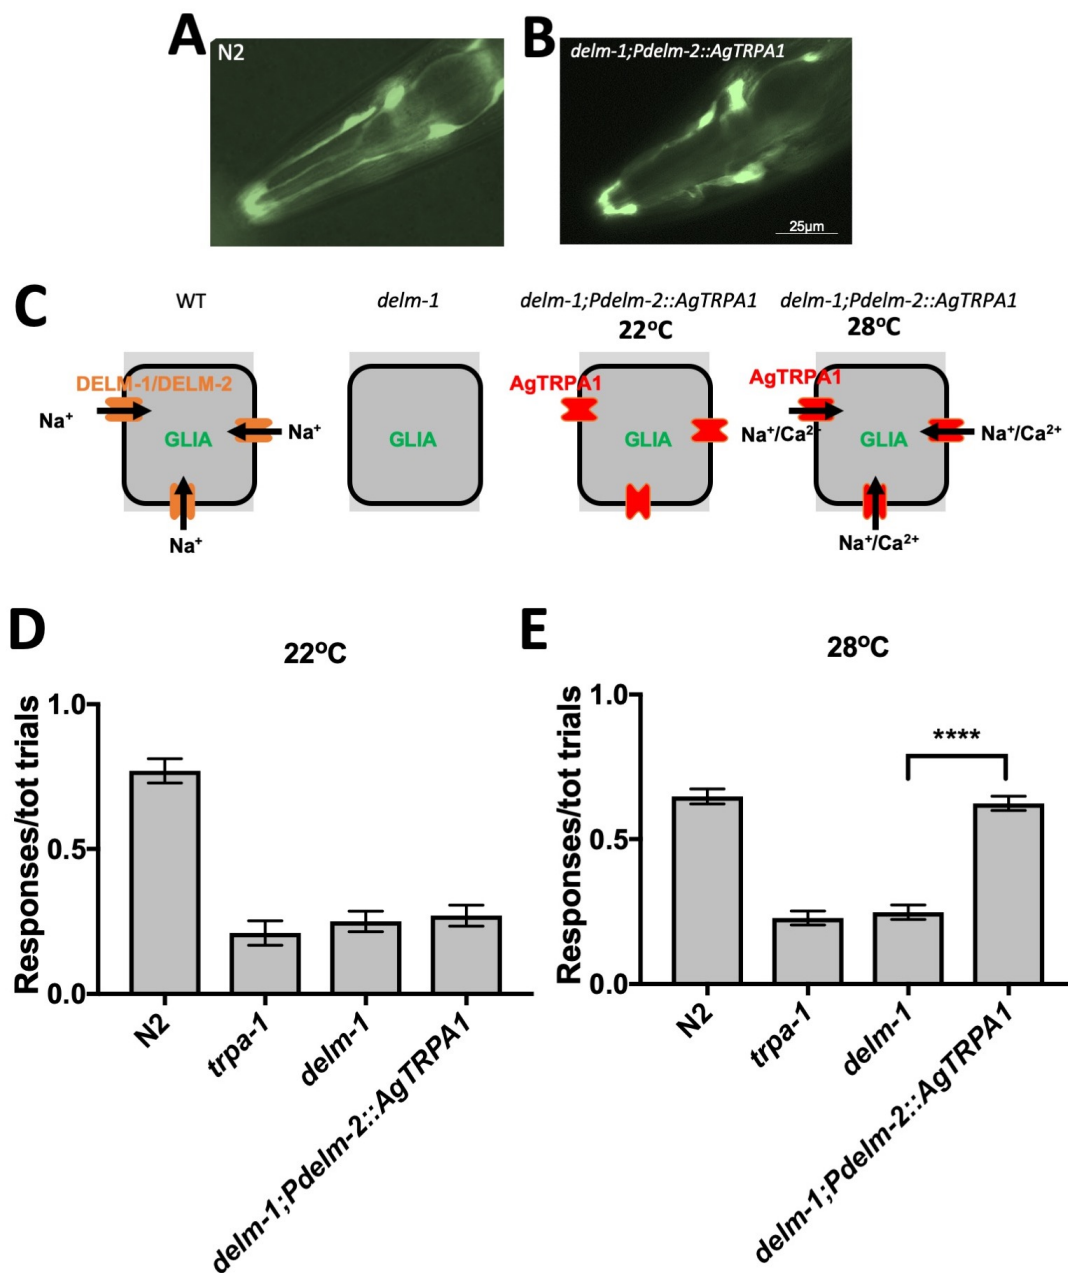 A
N2
B
delm-1;Pdelm-2::AgTRPA1
25µm
C
WT
delm-1
delm-1;Pdelm-2::AgTRPA1
22ºC
delm-1;Pdelm-2::AgTRPA1
28ºC
DELM-1/DELM-2
Na⁺
GLIA
Na⁺
Na⁺
GLIA
AgTRPA1
GLIA
AgTRPA1
Na⁺/Ca²⁺
GLIA
Na⁺/Ca²⁺
Na⁺/Ca²⁺
D
22ºC
Responses/tot trials
1.0
0.5
0.0
N2
trpa-1
delm-1
delm-1;Pdelm-2::AgTRPA1
E
28ºC
Responses/tot trials
1.0
0.5
0.0
****
N2
trpa-1
delm-1
delm-1;Pdelm-2::AgTRPA1